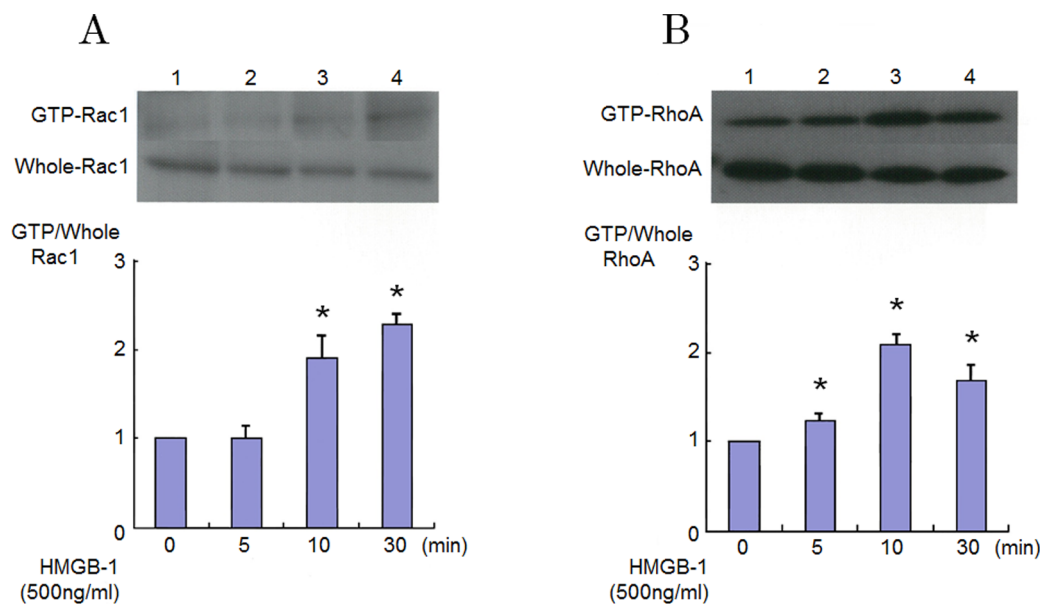 A
1 2 3 4
GTP-Rac1
Whole-Rac1
GTP/Whole
Rac1
3
2
1
0
*
*
0 5 10 30 (min)
HMGB-1
(500ng/ml)
B
1 2 3 4
GTP-RhoA
Whole-RhoA
GTP/Whole
RhoA
3
2
1
0
*
*
*
0 5 10 30 (min)
HMGB-1
(500ng/ml)